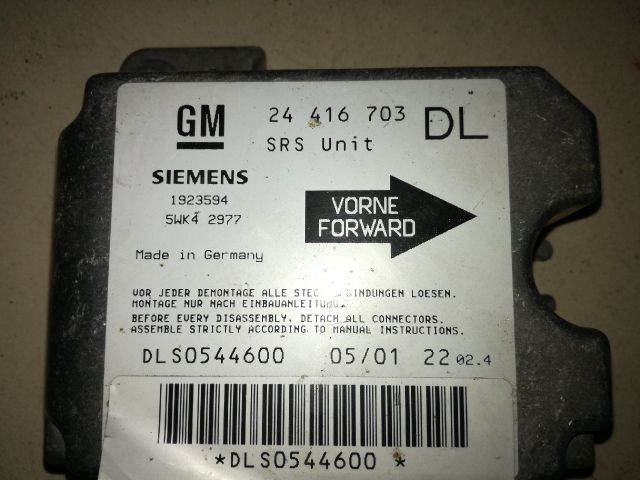 GM 24 416 703 DL
SRS Unit
SIEMENS
1923594
5WK4 2977
VORNE
FORWARD
Made in Germany
VOR JEDER DEMONTAGE ALLE LOESEN.
MONTAGE NUR NACH EINBAUANLEITUNG.
BEFORE EVERY DISASSEMBLY, DETACH ALL CONNECTORS.
ASSEMBLE STRICTLY ACCORDING TO MANUAL INSTRUCTIONS.
DLS0544600 05/01 22 02.4
*DLS0544600 *